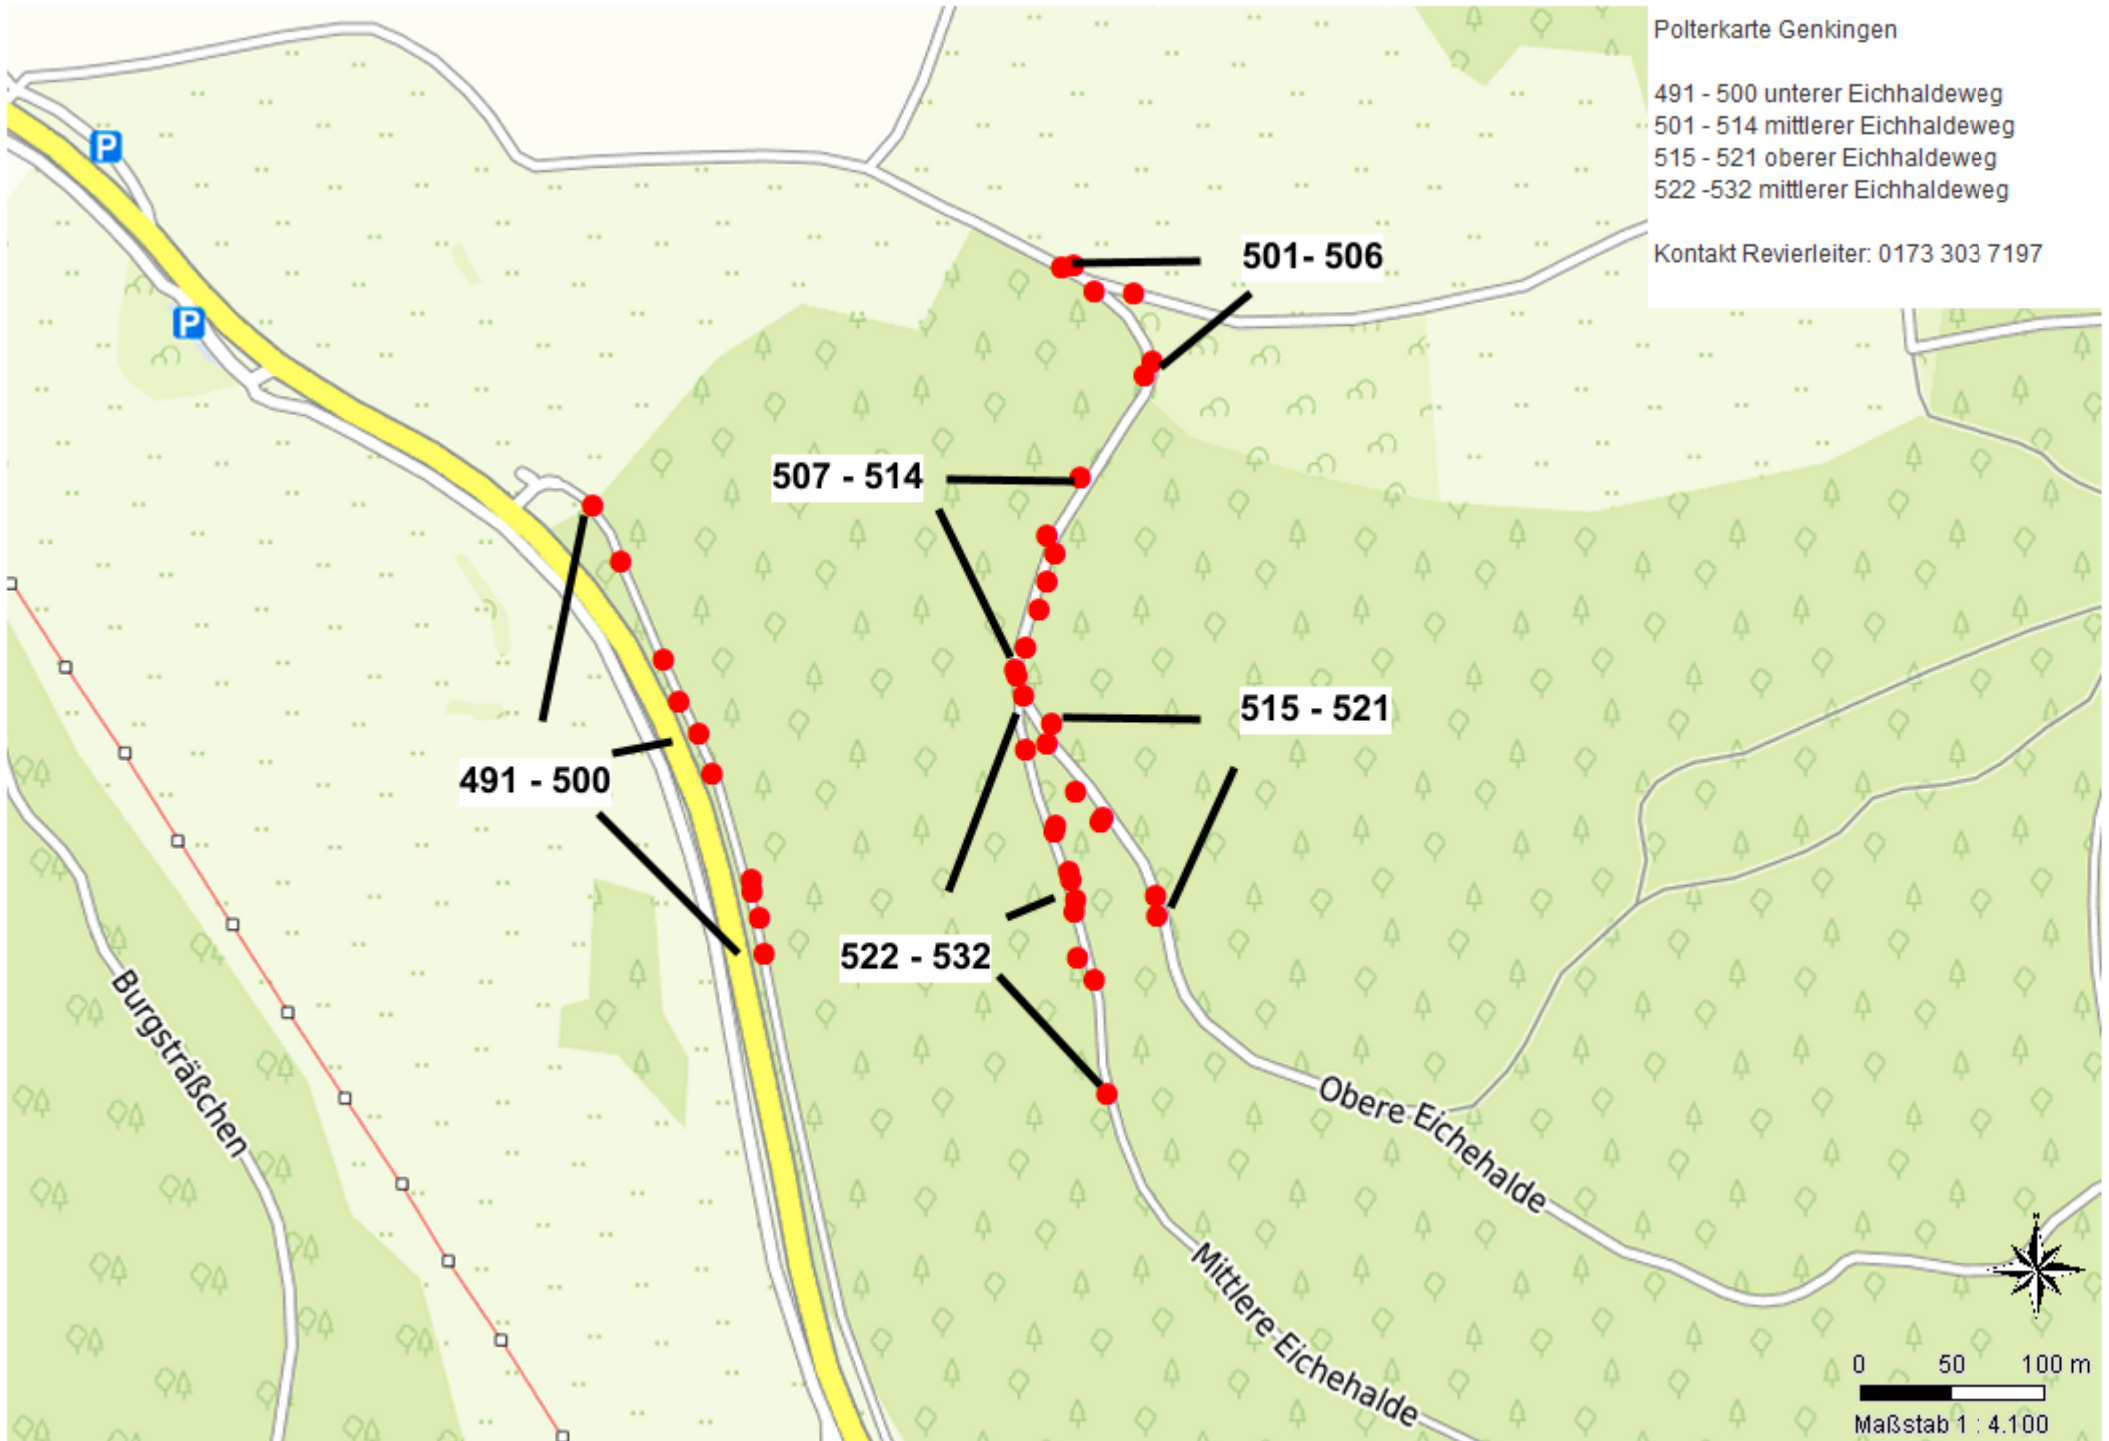 Polterkarte Genkingen
491 - 500 unterer Eichhaldeweg
501 - 514 mittlerer Eichhaldeweg
515 - 521 oberer Eichhaldeweg
522 -532 mittlerer Eichhaldeweg
Kontakt Revierleiter: 0173 303 7197
P
P
501- 506
507 - 514
515 - 521
491 - 500
522 - 532
Burgsträßchen
Obere Eichehalde
Mittlere Eichehalde
N
0 50 100 m
Maßstab 1 : 4.100